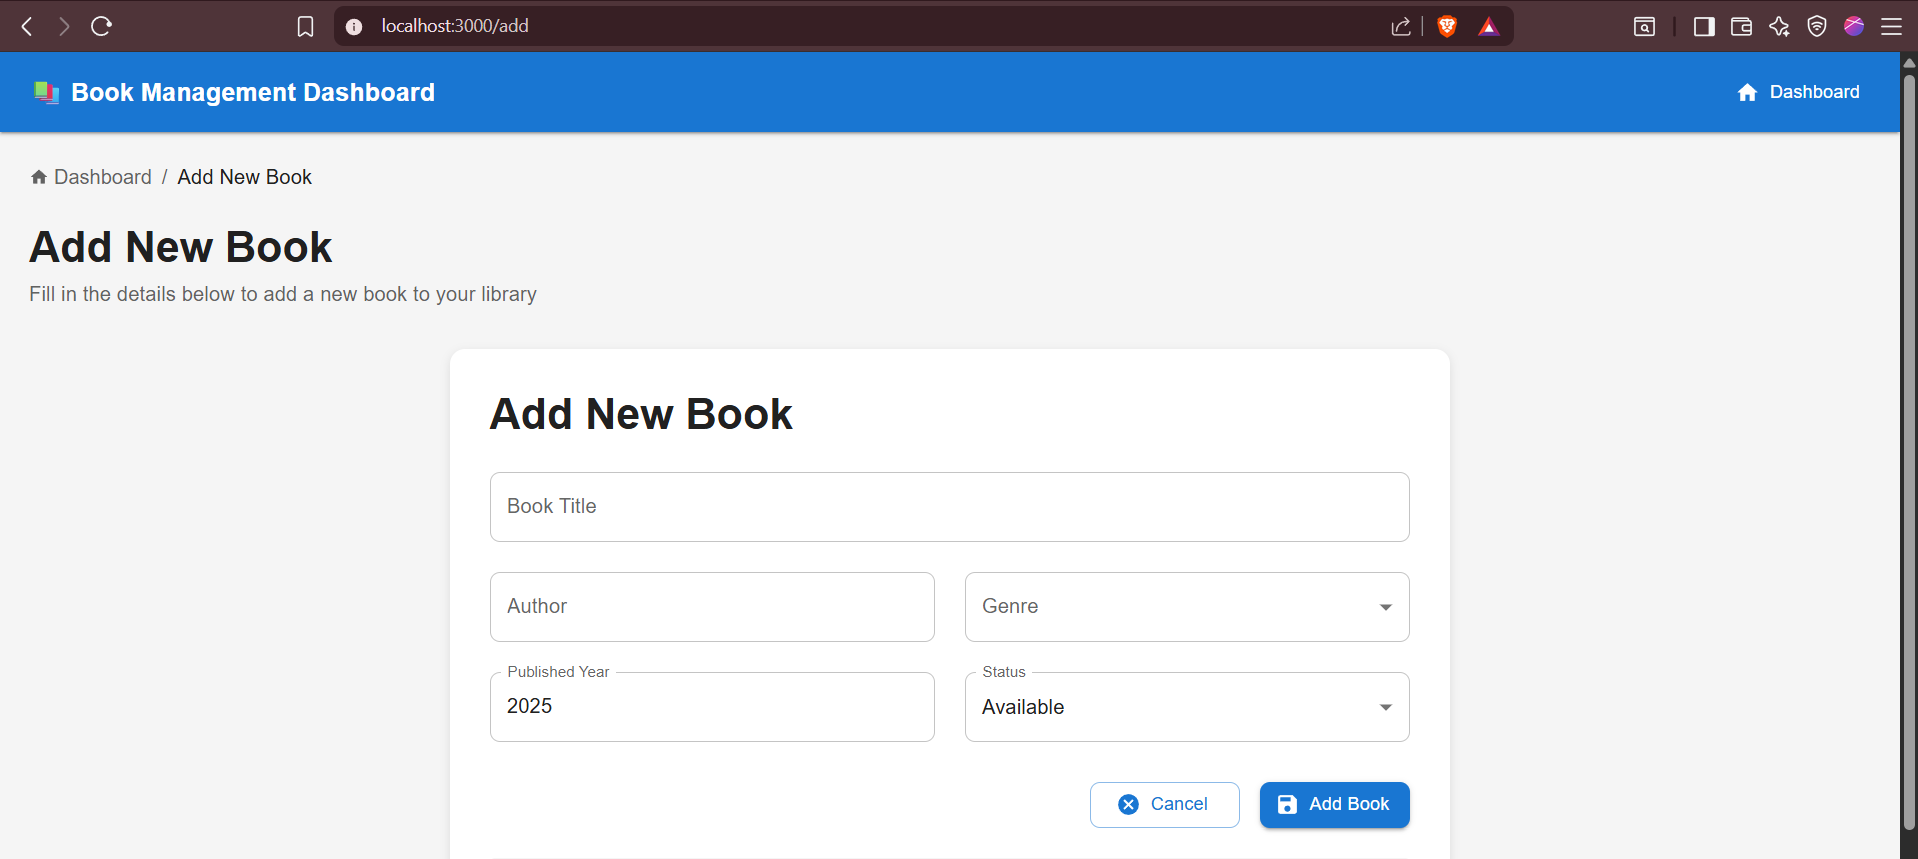 localhost:3000/add
Book Management Dashboard
Dashboard
Dashboard / Add New Book
Add New Book
Fill in the details below to add a new book to your library
Add New Book
Book Title
Author
Genre
Published Year
2025
Status
Available
Cancel
Add Book